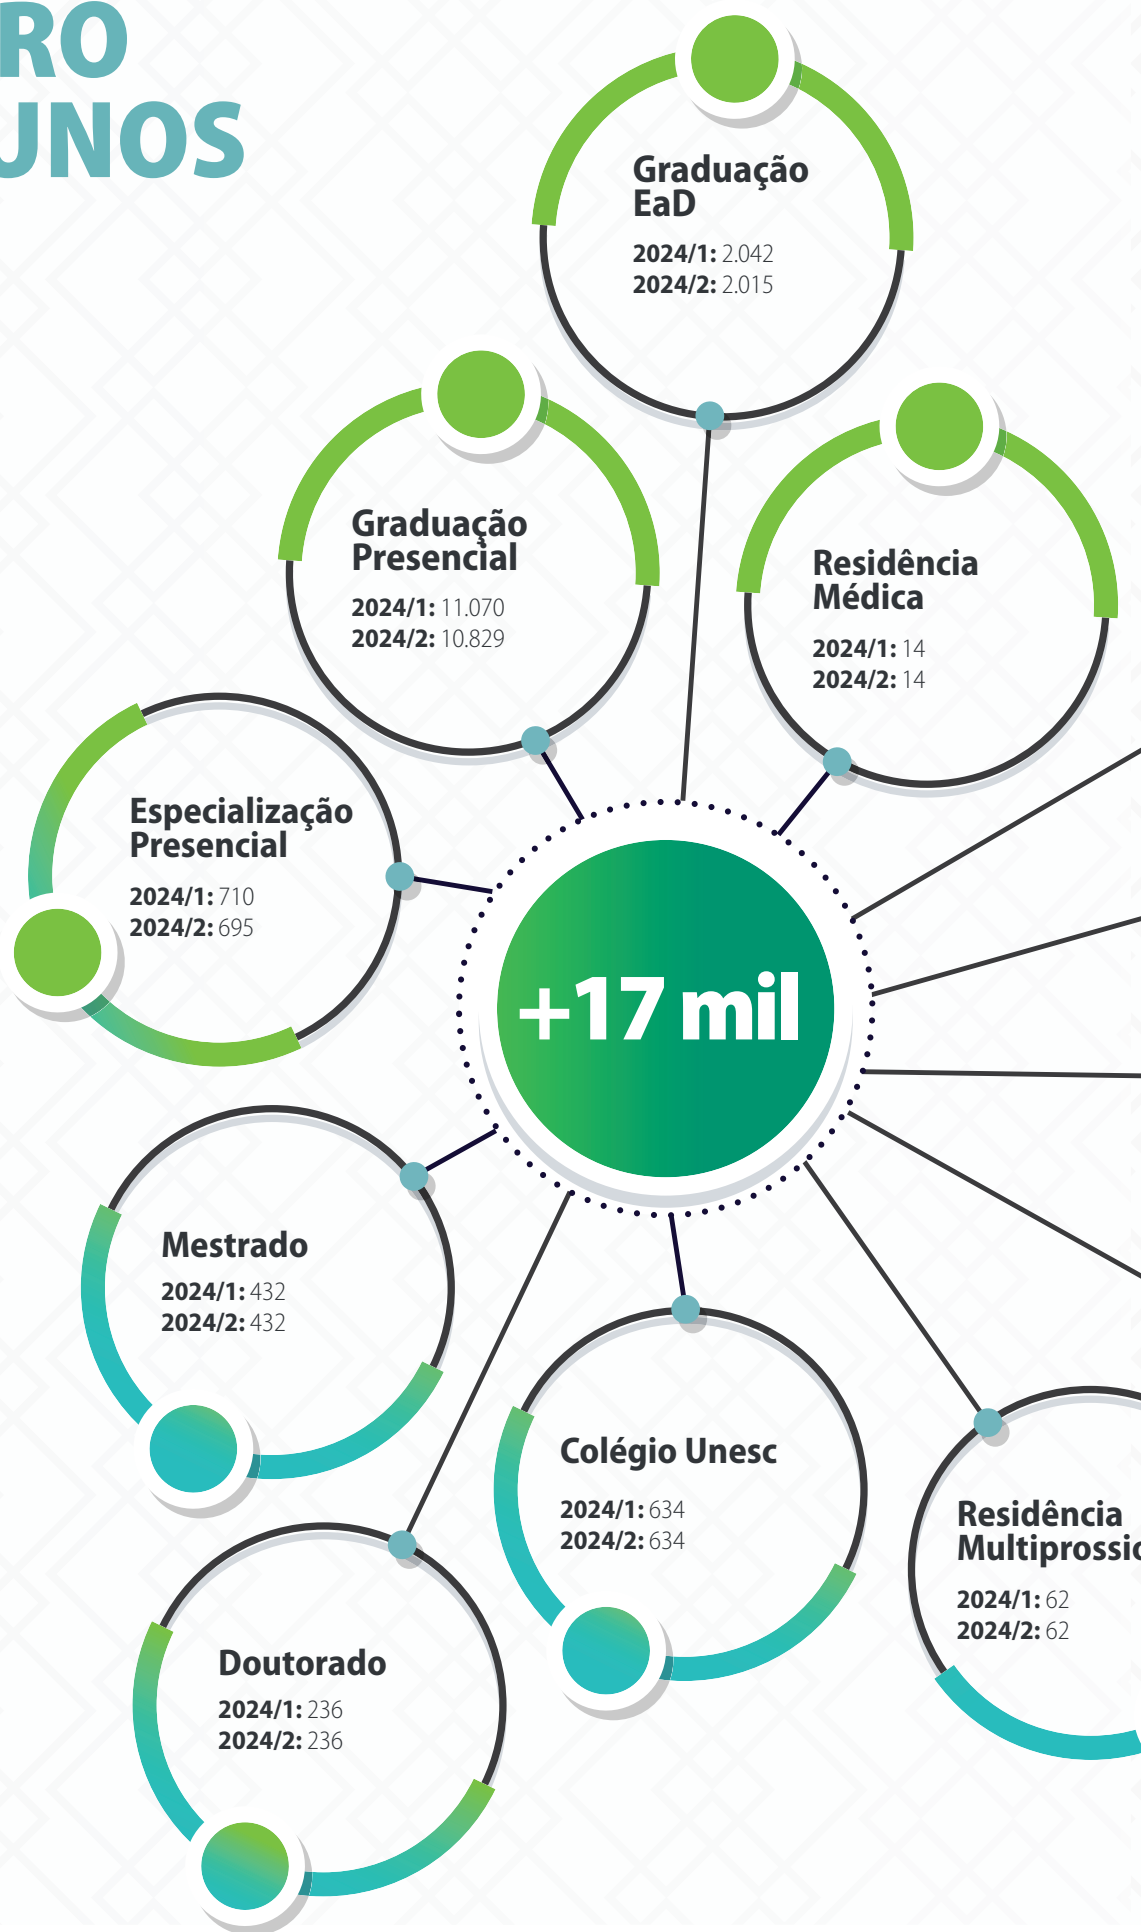 RO
UNOS
Graduação
EaD
2024/1: 2.042
2024/2: 2.015
Graduação
Presencial
2024/1: 11.070
2024/2: 10.829
Residência
Médica
2024/1: 14
2024/2: 14
Especialização
Presencial
2024/1: 710
2024/2: 695
+17 mil
Mestrado
2024/1: 432
2024/2: 432
Colégio Unesc
2024/1: 634
2024/2: 634
Residência
Multiprossic
2024/1: 62
2024/2: 62
Doutorado
2024/1: 236
2024/2: 236